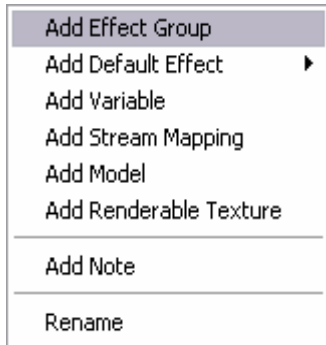 Add Effect Group
Add Default Effect
Add Variable
Add Stream Mapping
Add Model
Add Renderable Texture
Add Note
Rename